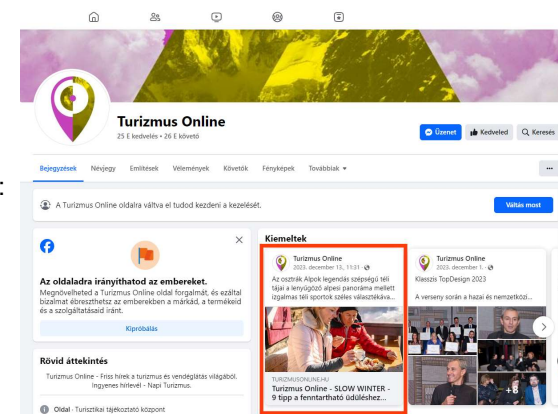 :
Turizmus Online
25 E kedvelés • 26 E követő
Üzenet
Kedveled
Keresés
Bejegyzések
Névjegy
Említések
Vélemények
Követők
Fényképek
Továbbiak
A Turizmus Online oldalra váltva el tudod kezdeni a kezelését.
Váltás most
Az oldaladra irányíthatod az embereket.
Megnövelheted a Turizmus Online oldal forgalmát, és ezáltal
bizalmat ébreszthetsz az emberekben a márkád, a termékeid
és a szolgáltatásaid iránt.
Kipróbálás
Rövid áttekintés
Turizmus Online - Friss hírek a turizmus és vendéglátás világából.
Ingyenes hírlevél - Napi Turizmus.
Oldal · Turisztikai tájékoztató központ
Kiemeltek
Turizmus Online
2023. december 13., 11:31 ·
Az osztrák Alpok legendás szépségű téli
tájai a lenyűgöző alpesi panoráma mellett
izgalmas téli sportok széles választékáva...
TURIZMUSONLINE.HU
Turizmus Online - SLOW WINTER -
9 tipp a fenntartható üdüléshez...
Turizmus Online
2023. december 1. ·
Klasszis TopDesign 2023
A verseny során a hazai és nemzetközi...
+8